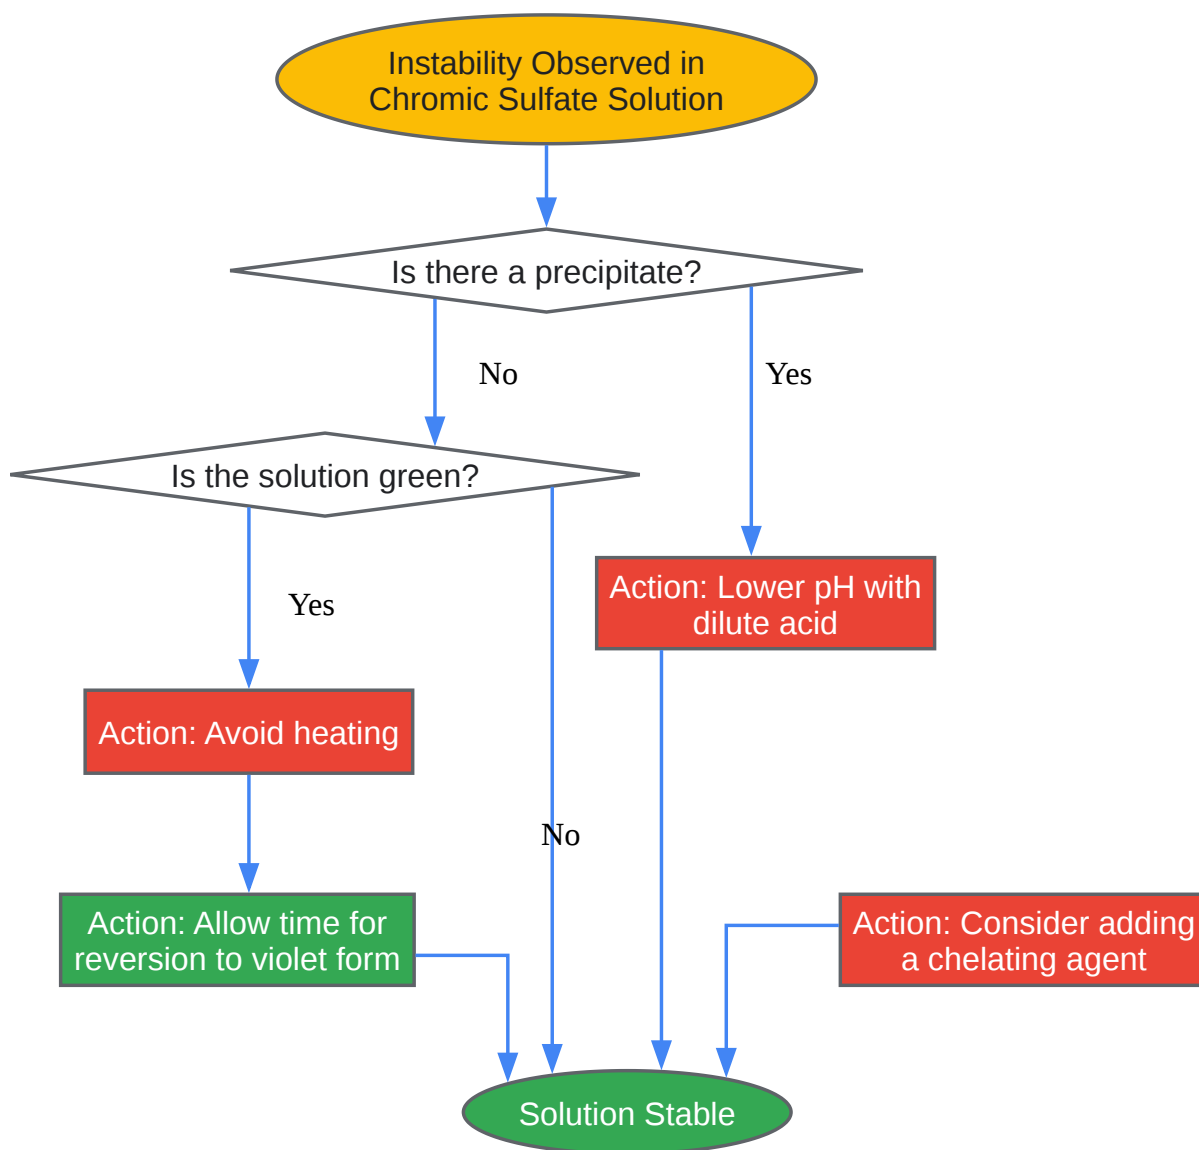 Instability Observed in
Chromic Sulfate Solution
Is there a precipitate?
No
Yes
Is the solution green?
Yes
Action: Lower pH with
dilute acid
Action: Avoid heating
No
Action: Allow time for
reversion to violet form
Action: Consider adding
a chelating agent
Solution Stable